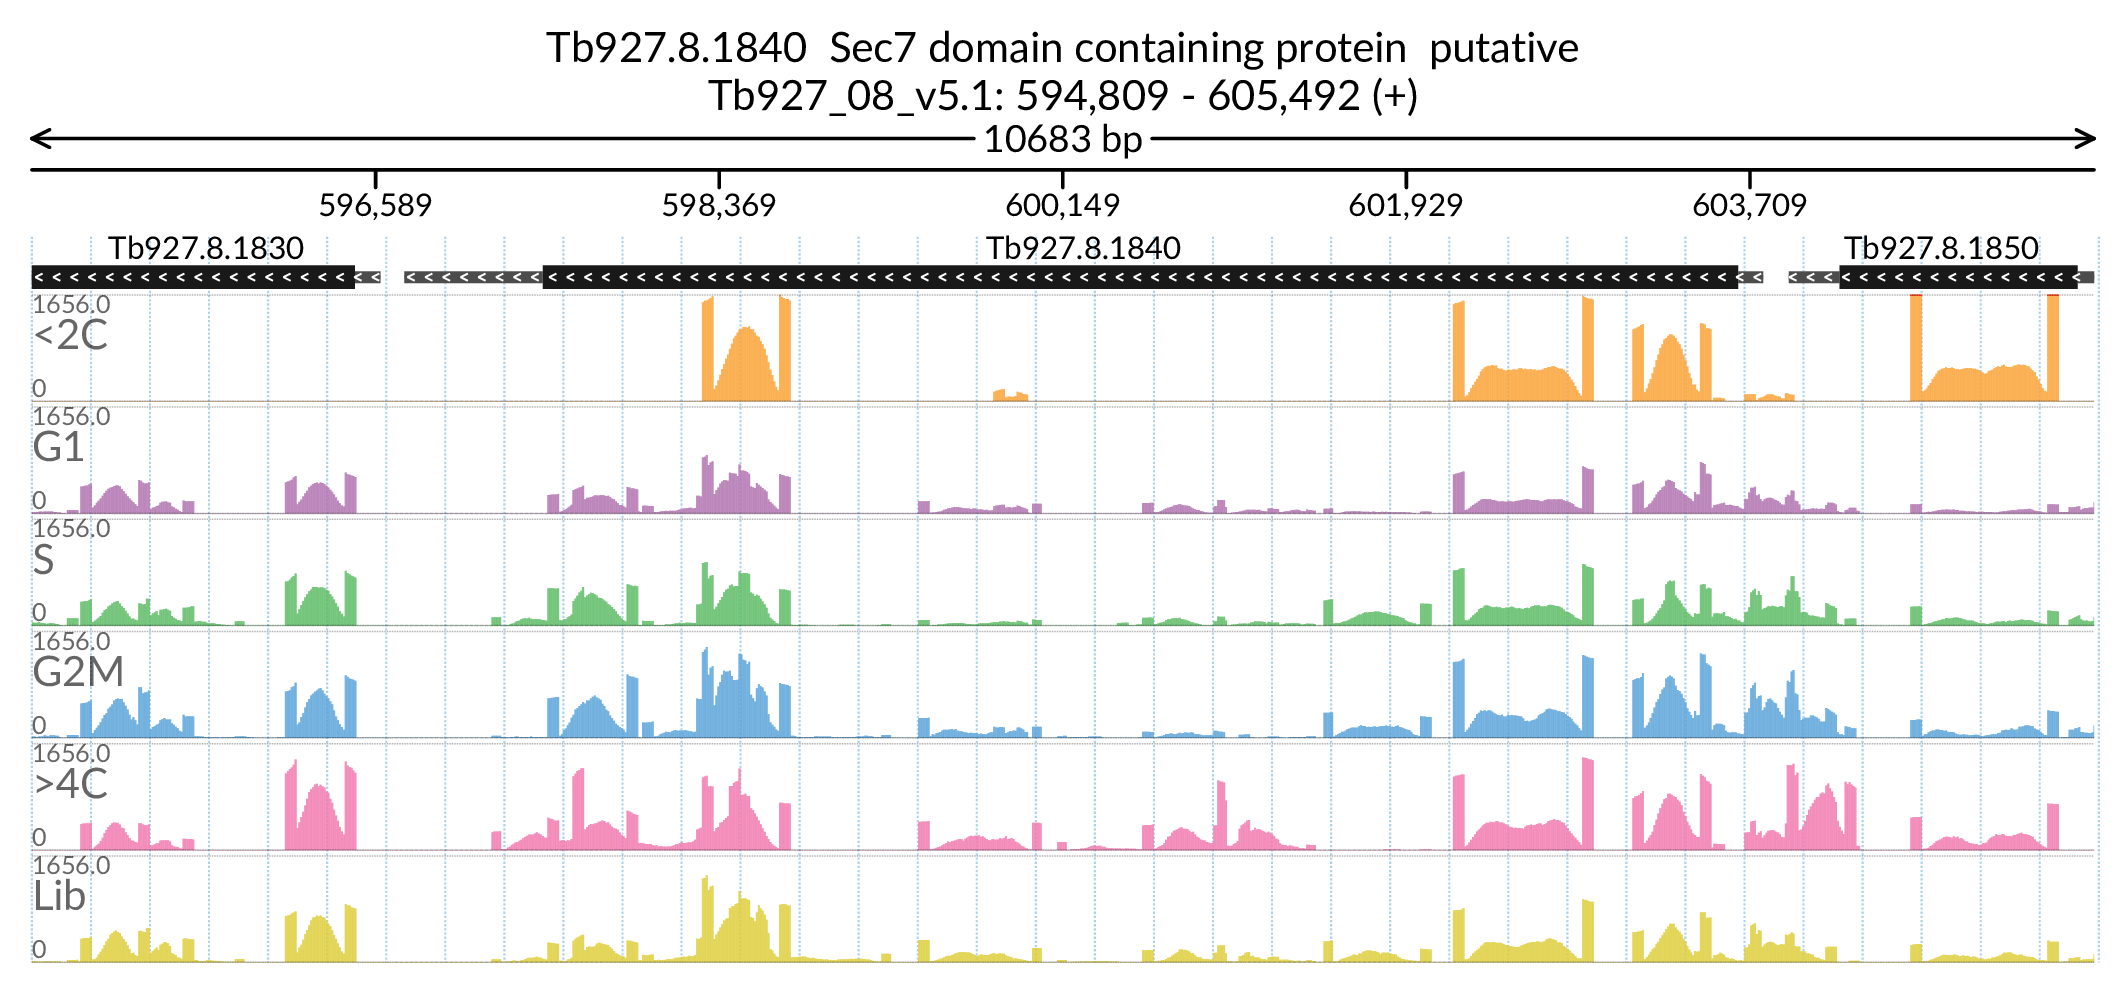 Tb927.8.1840  Sec7 domain containing protein  putative
Tb927_08_v5.1: 594,809 - 605,492 (+)
10683 bp
596,589 598,369 600,149 601,929 603,709
Tb927.8.1830 Tb927.8.1840 Tb927.8.1850
1656.0
<2C
0
1656.0
G1
0
1656.0
S
0
1656.0
G2M
0
1656.0
>4C
0
1656.0
Lib
0